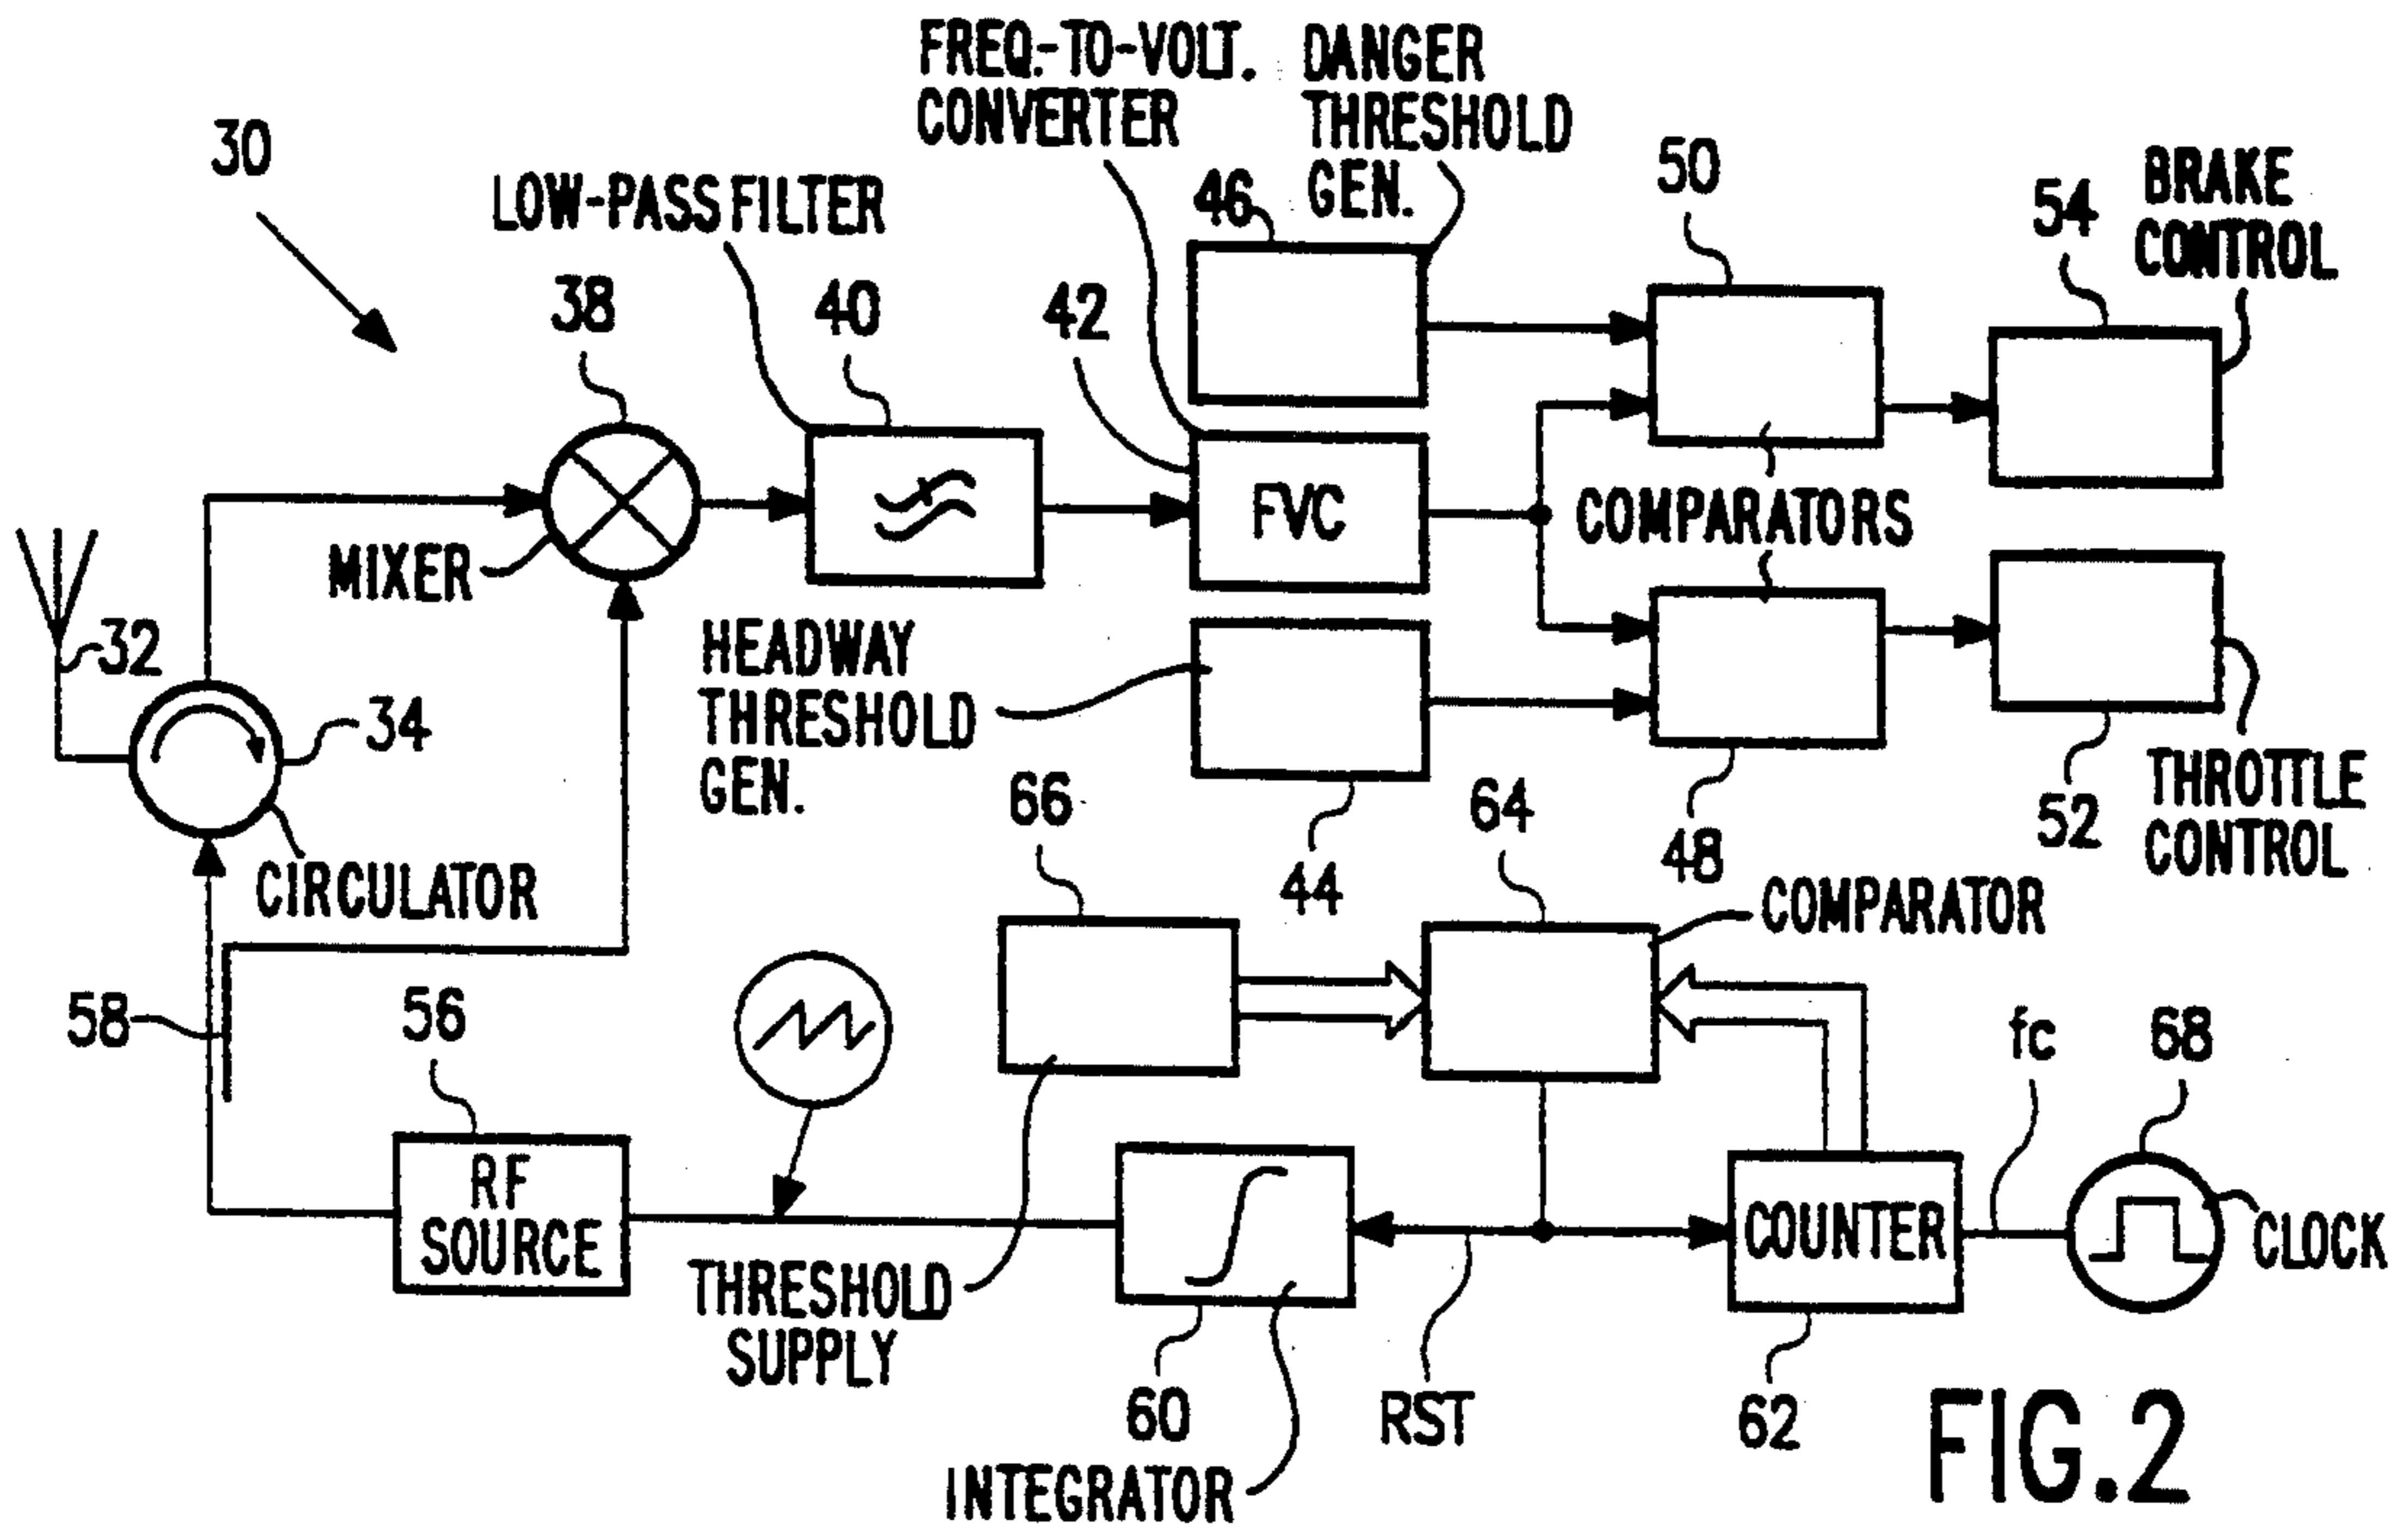 FREQ.-TO-VOLT.
CONVERTER
DANGER
THRESHOLD
GEN.
30
LOW-PASS FILTER
46
50
54
BRAKE
CONTROL
38
40
42
FVC
COMPARATORS
MIXER
32
34
CIRCULATOR
HEADWAY
THRESHOLD
GEN.
44
48
52
THROTTLE
CONTROL
66
64
COMPARATOR
58
56
fc
68
RF
SOURCE
COUNTER
CLOCK
THRESHOLD
SUPPLY
60
RST
62
INTEGRATOR
FIG.2